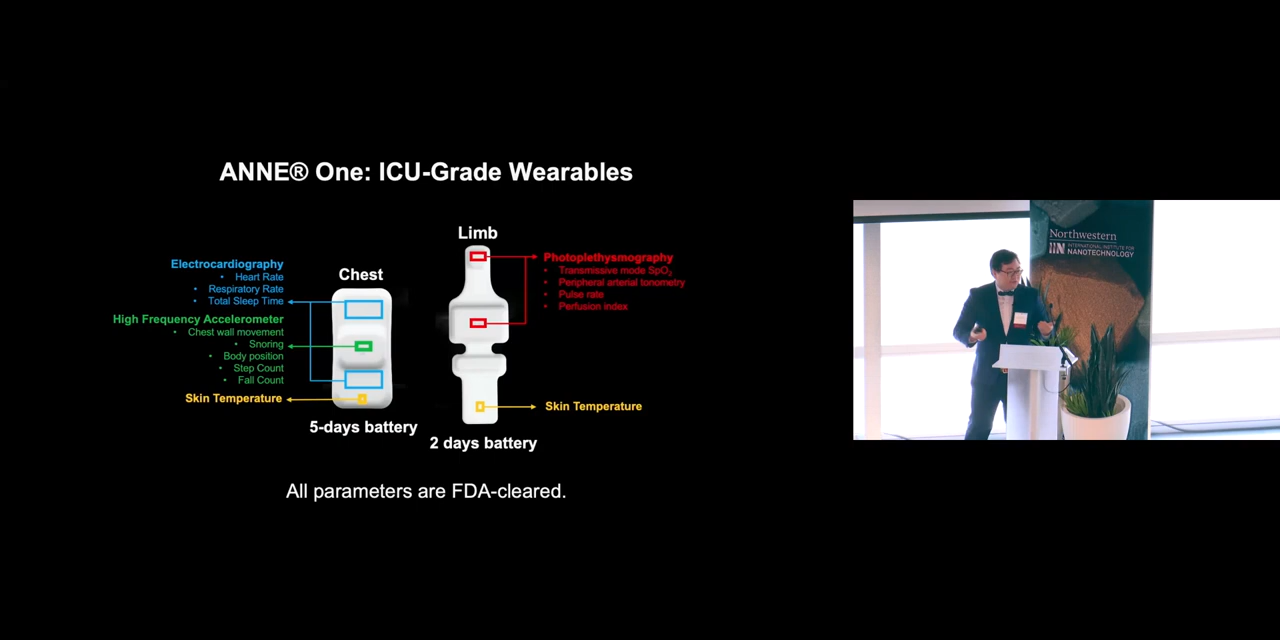 ANNE® One: ICU-Grade Wearables
Limb
Chest
Electrocardiography
• Heart Rate
• Respiratory Rate
• Total Sleep Time
High Frequency Accelerometer
• Chest wall movement
• Snoring
• Body position
• Step Count
• Fall Count
Skin Temperature
Photoplethysmography
• Transmissive mode SpO₂
• Peripheral arterial tonometry
• Pulse rate
• Perfusion index
Skin Temperature
5-days battery
2 days battery
All parameters are FDA-cleared.
Northwestern
IIN INTERNATIONAL INSTITUTE FOR
NANOTECHNOLOGY